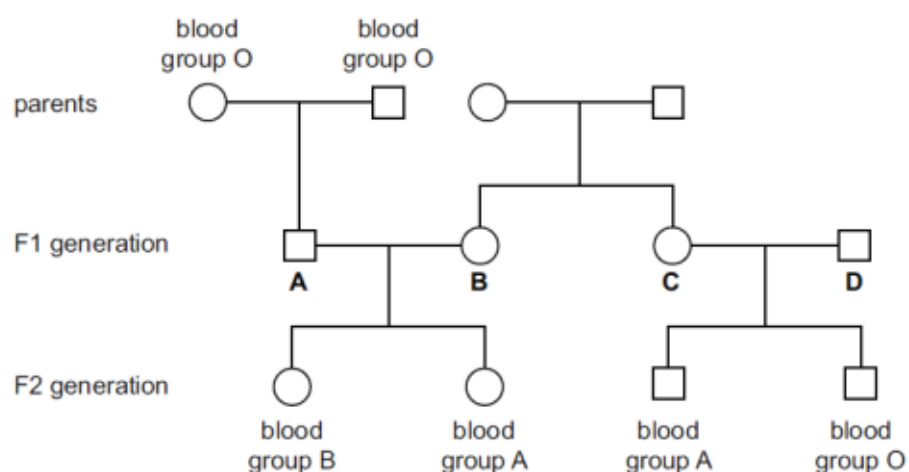 blood
group O
blood
group O
parents
F1 generation
A
B
C
D
F2 generation
blood
group B
blood
group A
blood
group A
blood
group O